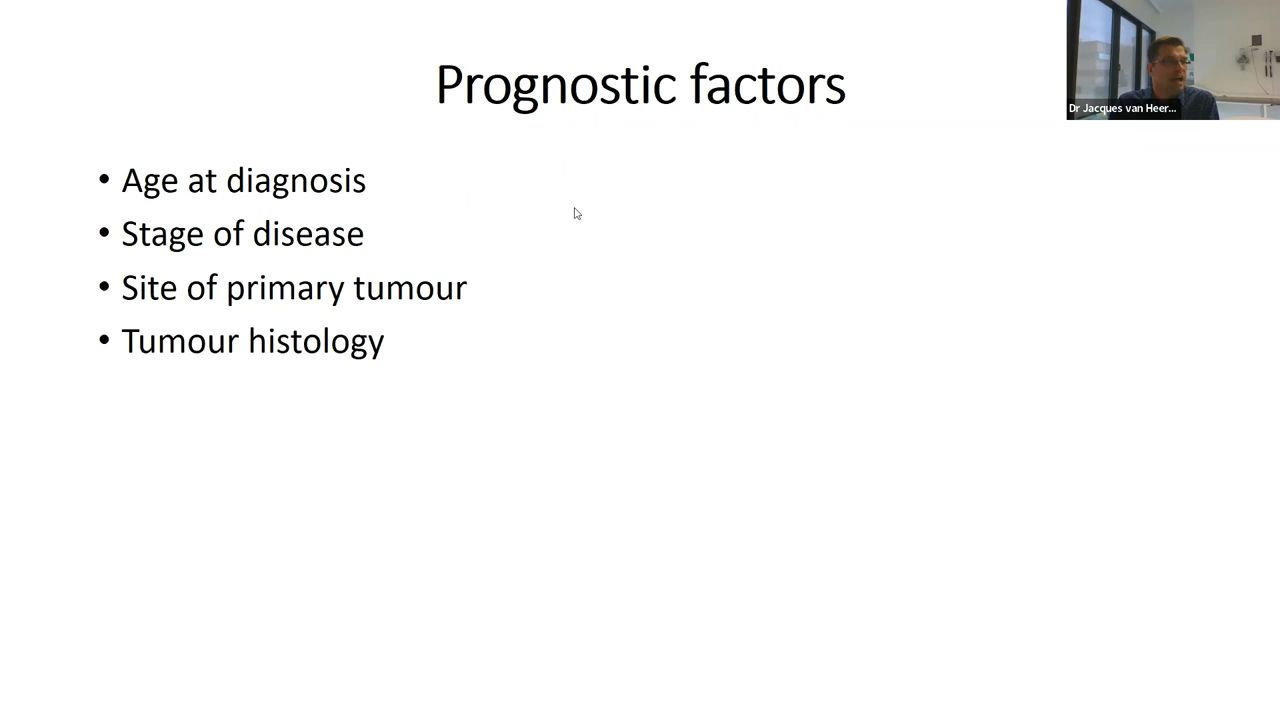 Prognostic factors
Dr Jacques van Heer...
• Age at diagnosis
• Stage of disease
• Site of primary tumour
• Tumour histology